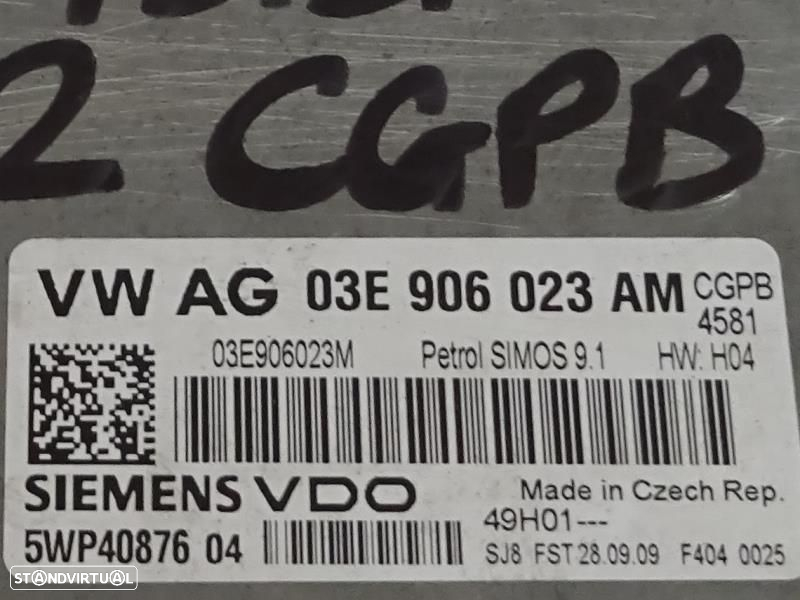 2 CGPB
VW AG 03E 906 023 AM CGPB
4581
03E906023M Petrol SIMOS 9.1 HW: H04
SIEMENS VDO Made in Czech Rep.
49H01---
5WP40876 04 SJ8 FST 28.09.09 F404 0025
STANDVIRTUAL